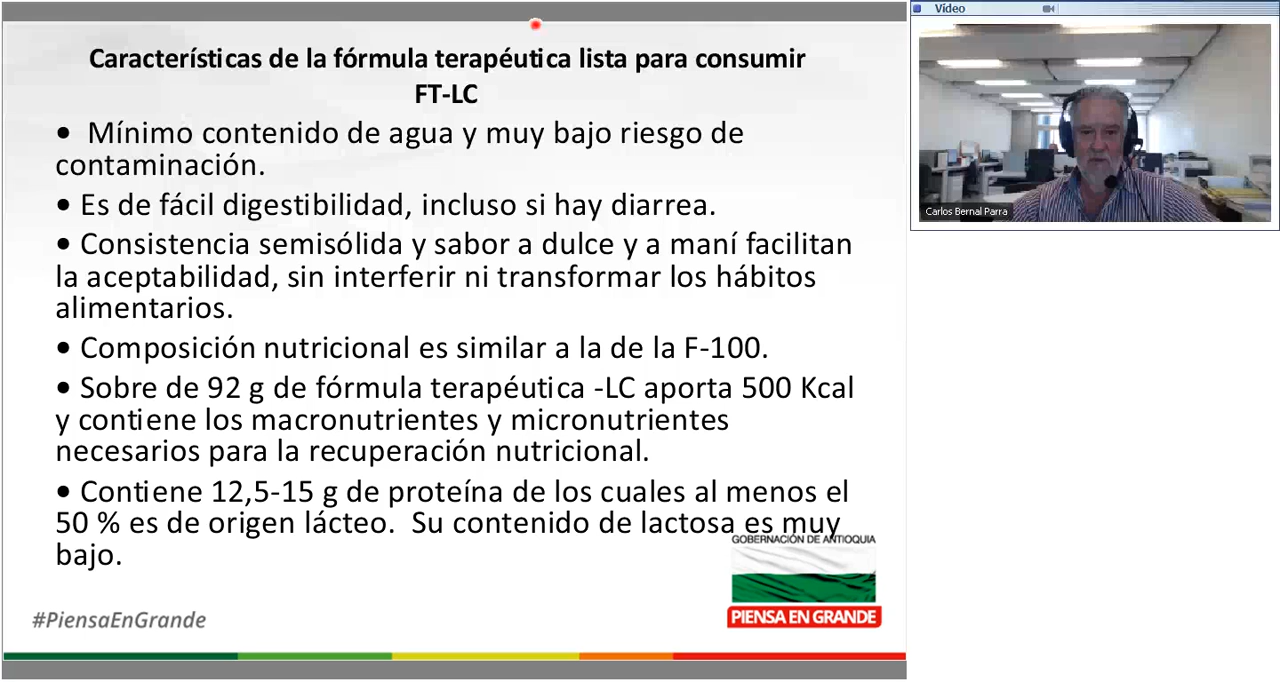 Características de la fórmula terapéutica lista para consumir
FT-LC
• Mínimo contenido de agua y muy bajo riesgo de
contaminación.
• Es de fácil digestibilidad, incluso si hay diarrea.
• Consistencia semisólida y sabor a dulce y a maní facilitan
la aceptabilidad, sin interferir ni transformar los hábitos
alimentarios.
• Composición nutricional es similar a la de la F-100.
• Sobre de 92 g de fórmula terapéutica -LC aporta 500 Kcal
y contiene los macronutrientes y micronutrientes
necesarios para la recuperación nutricional.
• Contiene 12,5-15 g de proteína de los cuales al menos el
50 % es de origen lácteo.  Su contenido de lactosa es muy
bajo.
GOBERNACIÓN DE ANTIOQUIA
PIENSA EN GRANDE
#PiensaEnGrande
Vídeo
Carlos Bernal Parra